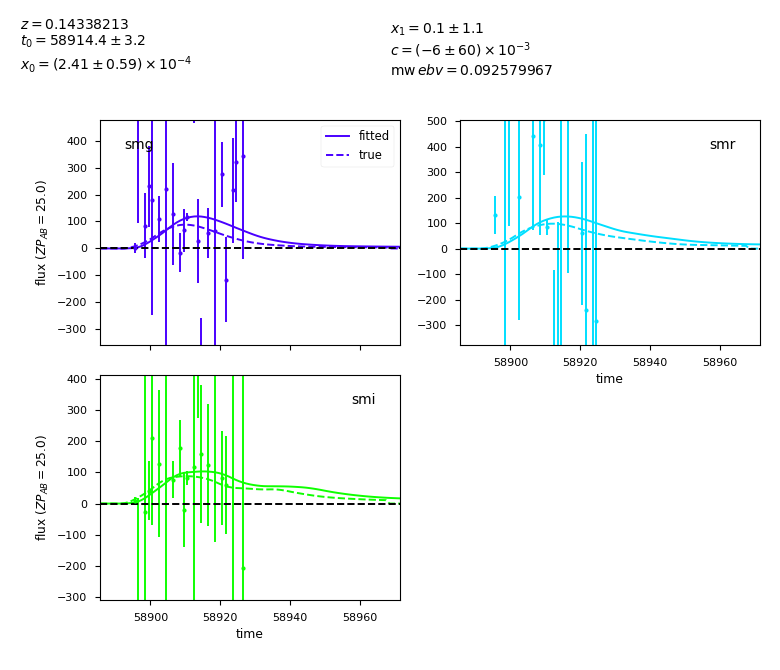 z = 0.14338213
t₀ = 58914.4 ± 3.2
x₀ = (2.41 ± 0.59) × 10⁻⁴
x₁ = 0.1 ± 1.1
c = (−6 ± 60) × 10⁻³
mw ebv = 0.092579967
smg
fitted
true
400
300
200
100
0
−100
−200
−300
flux (ZP_AB = 25.0)
smr
500
400
300
200
100
0
−100
−200
−300
58900 58920 58940 58960
time
smi
400
300
200
100
0
−100
−200
−300
flux (ZP_AB = 25.0)
58900 58920 58940 58960
time